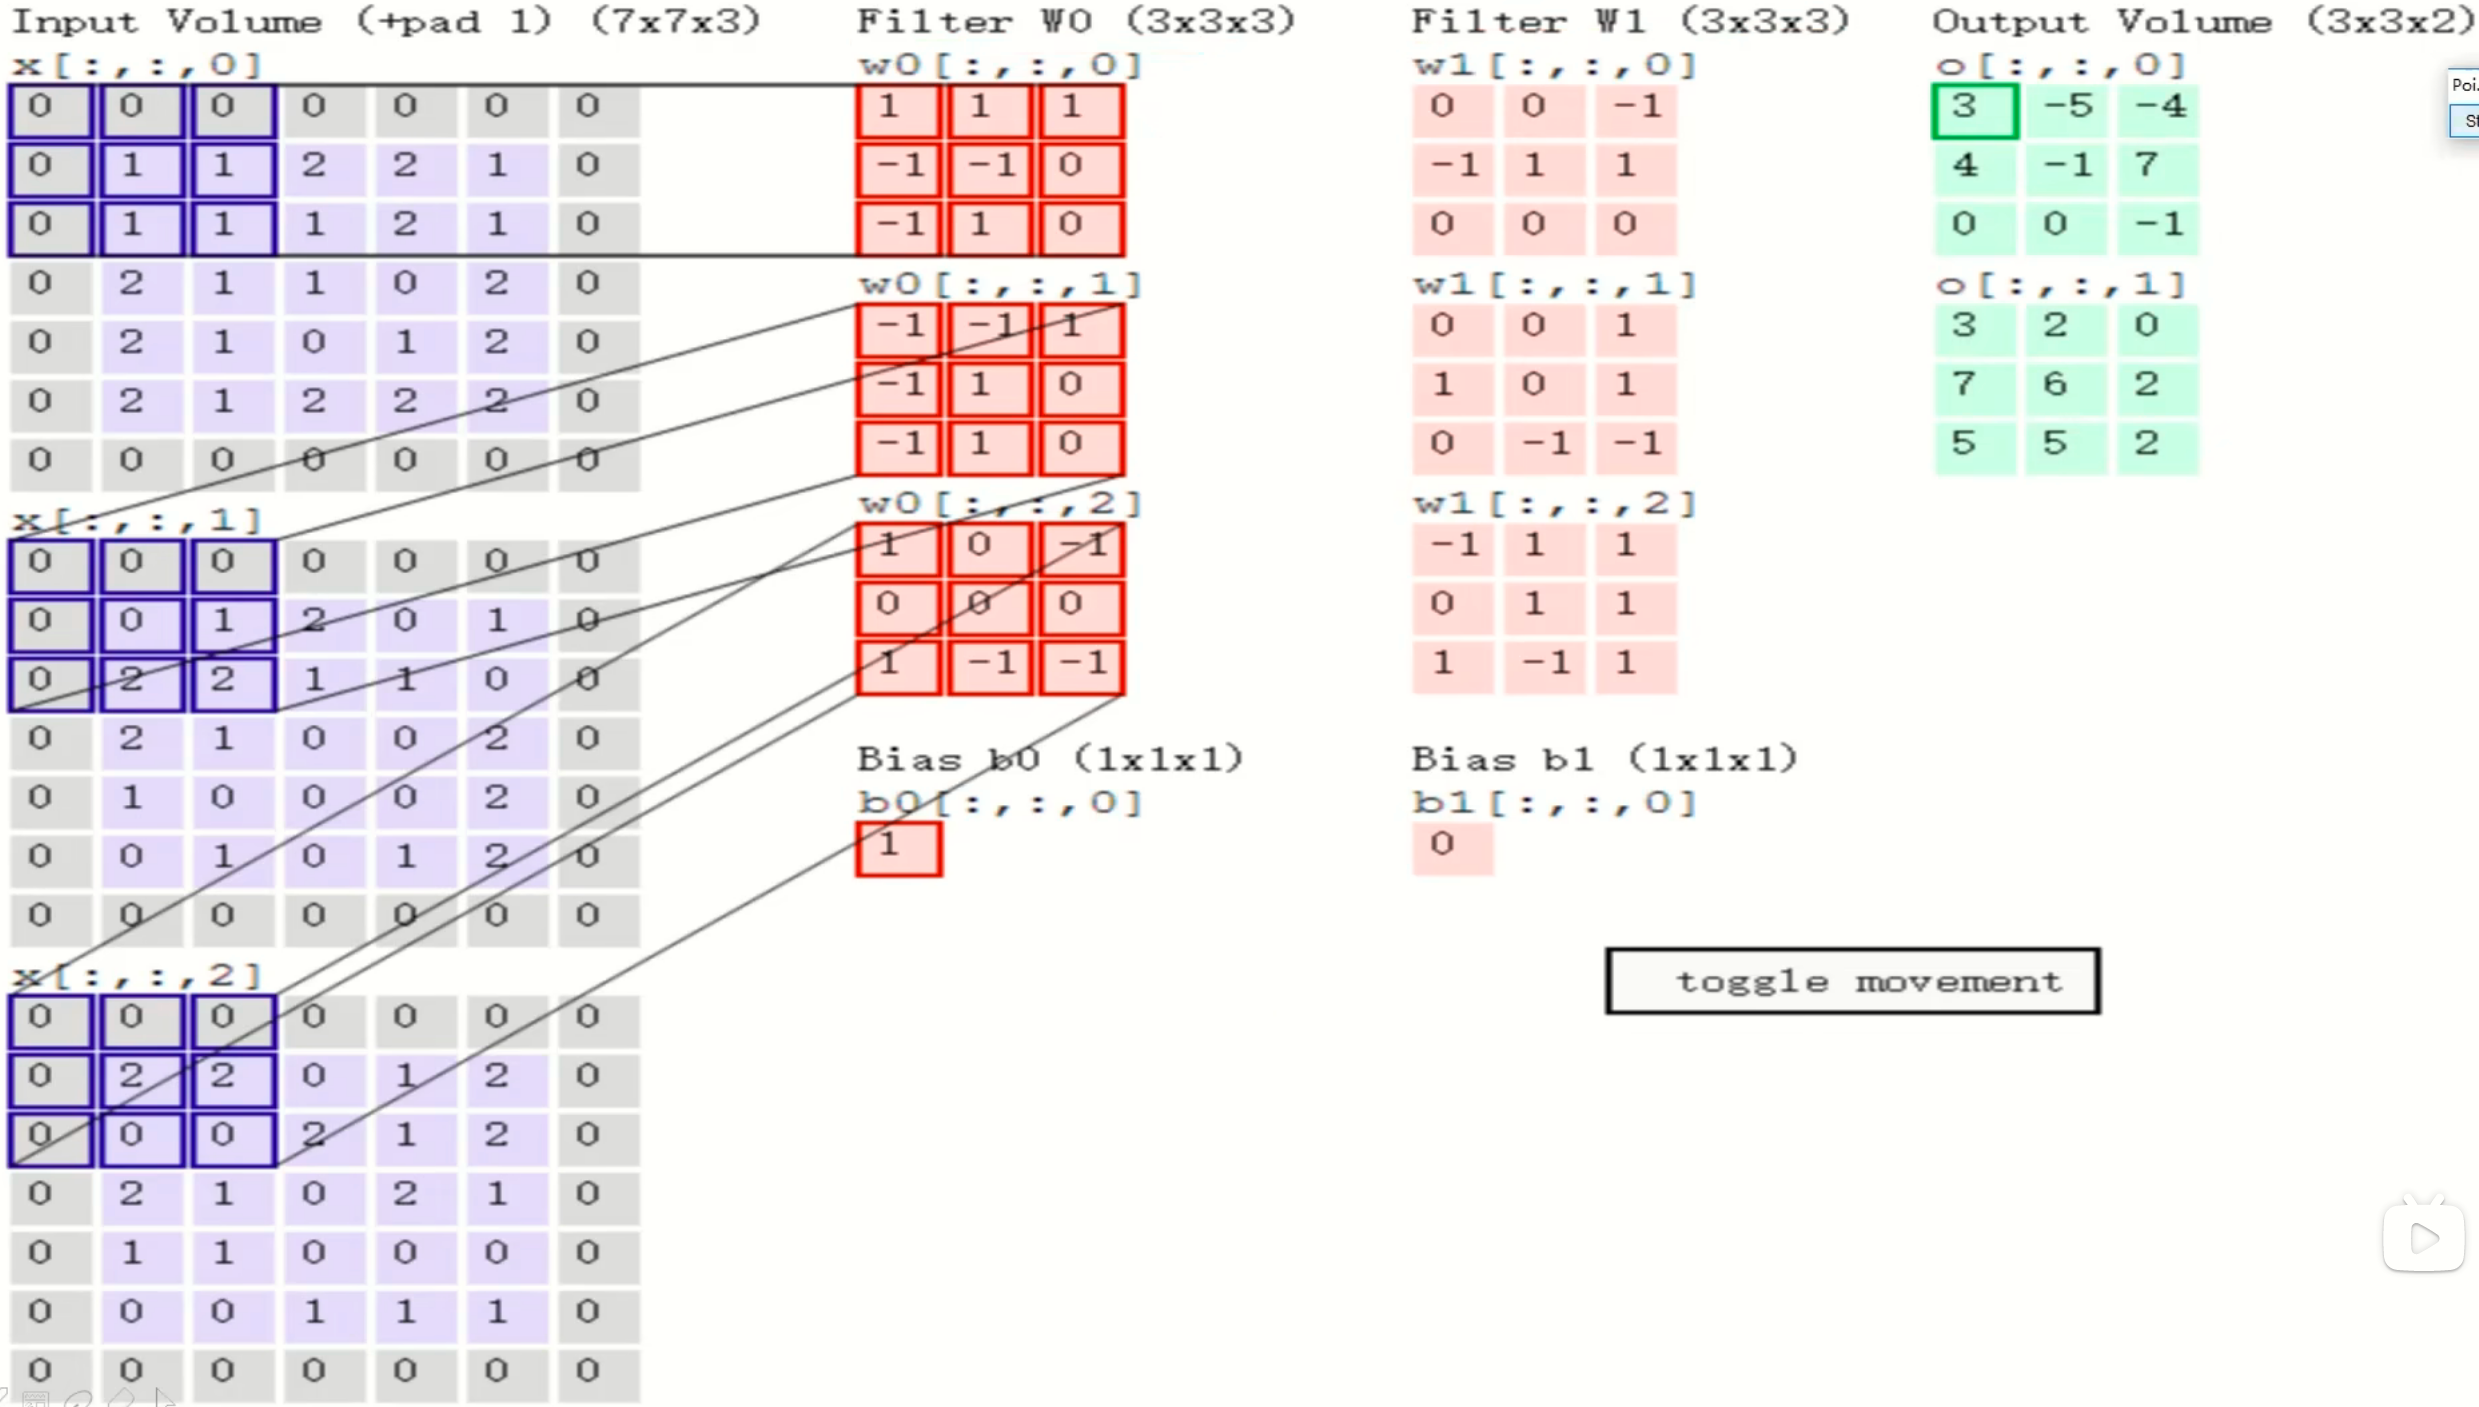 Input Volume (+pad 1) (7x7x3)
x[:,:,0]
0 0 0 0 0 0 0
0 1 1 2 2 1 0
0 1 1 1 2 1 0
0 2 1 1 0 2 0
0 2 1 0 1 2 0
0 2 1 2 2 2 0
0 0 0 0 0 0 0
x[:,:,1]
0 0 0 0 0 0 0
0 0 1 2 0 1 0
0 2 2 1 1 0 0
0 2 1 0 0 2 0
0 1 0 0 0 2 0
0 0 1 0 1 2 0
0 0 0 0 0 0 0
x[:,:,2]
0 0 0 0 0 0 0
0 2 2 0 1 2 0
0 0 0 2 1 2 0
0 2 1 0 2 1 0
0 1 1 0 0 0 0
0 0 0 1 1 1 0
0 0 0 0 0 0 0
Filter W0 (3x3x3)
w0[:,:,0]
1 1 1
-1 -1 0
-1 1 0
w0[:,:,1]
-1 -1 1
-1 1 0
-1 1 0
w0[:,:,2]
1 0 -1
0 0 0
1 -1 -1
Bias b0 (1x1x1)
b0[:,:,0]
1
Filter W1 (3x3x3)
w1[:,:,0]
0 0 -1
-1 1 1
0 0 0
w1[:,:,1]
0 0 1
1 0 1
0 -1 -1
w1[:,:,2]
-1 1 1
0 1 1
1 -1 1
Bias b1 (1x1x1)
b1[:,:,0]
0
Output Volume (3x3x2)
o[:,:,0]
3 -5 -4
4 -1 7
0 0 -1
o[:,:,1]
3 2 0
7 6 2
5 5 2
toggle movement